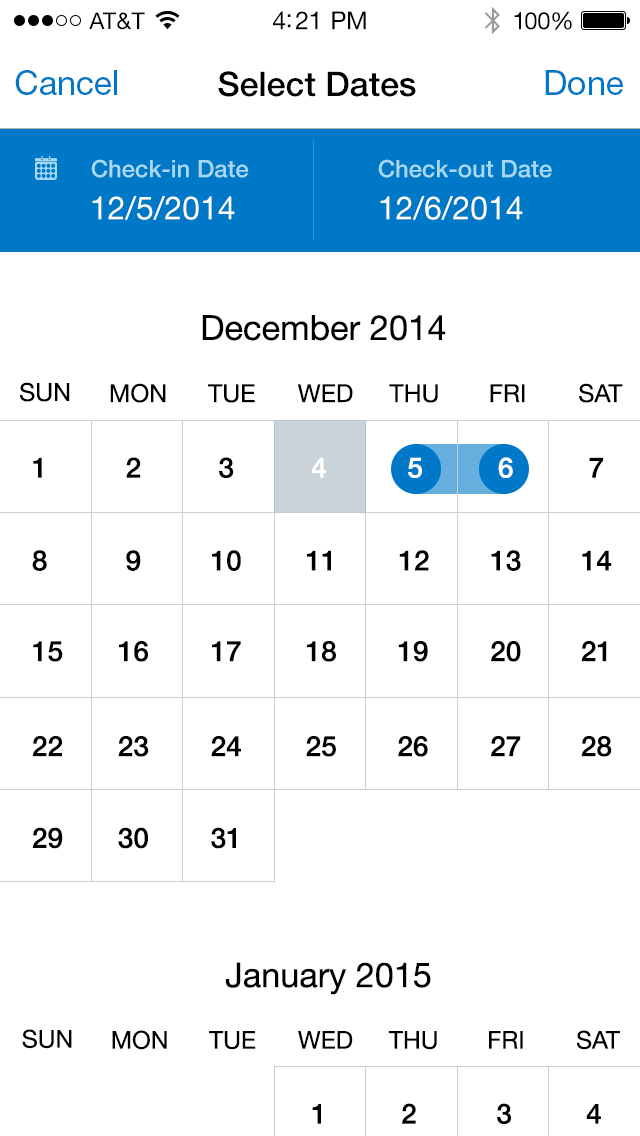 AT&T 4:21 PM 100%
Cancel Select Dates Done
Check-in Date Check-out Date
12/5/2014 12/6/2014
December 2014
SUN MON TUE WED THU FRI SAT
1 2 3 4 5 6 7
8 9 10 11 12 13 14
15 16 17 18 19 20 21
22 23 24 25 26 27 28
29 30 31
January 2015
SUN MON TUE WED THU FRI SAT
1 2 3 4